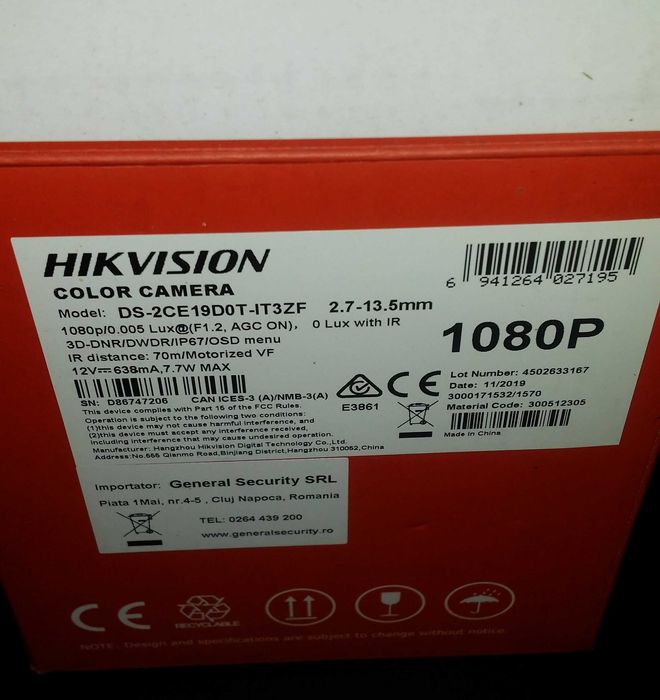 HIKVISION
COLOR CAMERA
Model: DS-2CE19D0T-IT3ZF 2.7-13.5mm
1080p/0.005 Lux@(F1.2, AGC ON), 0 Lux with IR
3D-DNR/DWDR/IP67/OSD menu
IR distance: 70m/Motorized VF
12V⎓638mA,7.7W MAX
SN: D86747206 CAN ICES-3 (A)/NMB-3(A)
This device complies with Part 15 of the FCC Rules.
Operation is subject to the following two conditions:
(1)this device may not cause harmful interference, and
(2)this device must accept any interference received,
including interference that may cause undesired operation.
Manufacturer: Hangzhou Hikvision Digital Technology Co.,Ltd.
Address:No.555 Qianmo Road,Binjiang District,Hangzhou 310052,China
E3861
CE
6 941264 027195
1080P
Lot Number: 4502633167
Date: 11/2019
3000171532/1570
Material Code: 300512305
Made in China
Importator: General Security SRL
Piata 1Mai, nr.4-5 , Cluj Napoca, Romania
TEL: 0264 439 200
www.generalsecurity.ro
CE
RECYCLABLE
NOTE: Design and specifications are subject to change without notice.